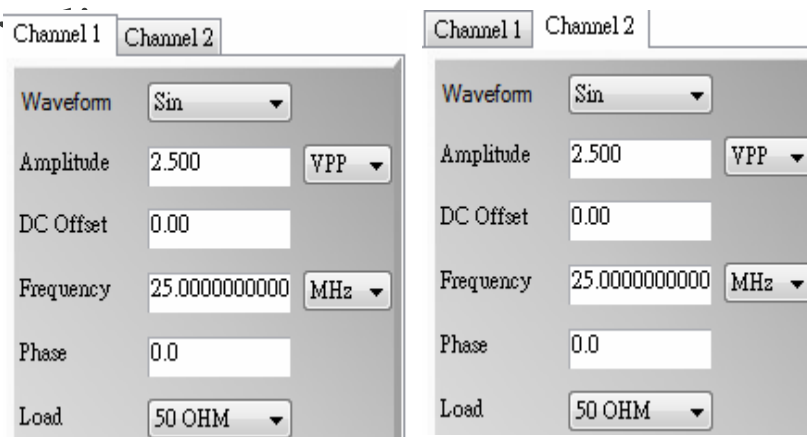 Channel 1 Channel 2
Waveform Sin
Amplitude 2.500 VPP
DC Offset 0.00
Frequency 25.0000000000 MHz
Phase 0.0
Load 50 OHM
Channel 1 Channel 2
Waveform Sin
Amplitude 2.500 VPP
DC Offset 0.00
Frequency 25.0000000000 MHz
Phase 0.0
Load 50 OHM